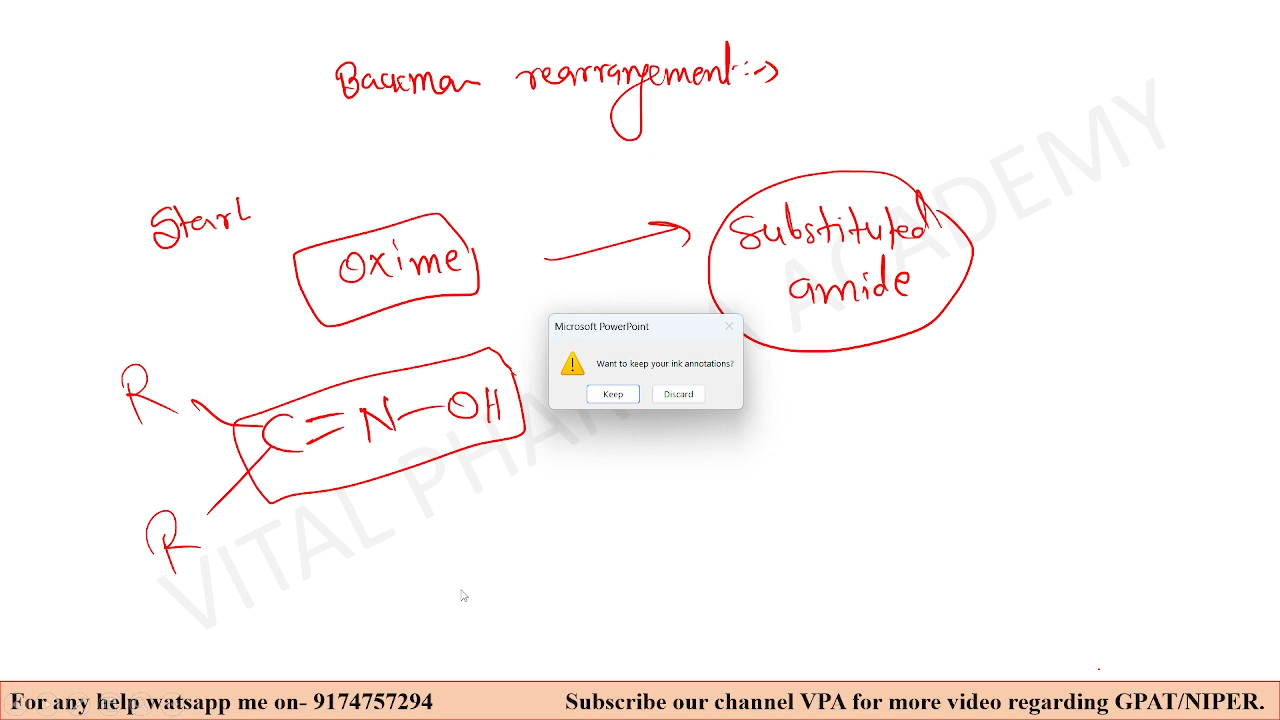 Backman rearrangement:->
Start
Oxime
Substituted
amide
R
C=N-OH
R
Microsoft PowerPoint
Want to keep your ink annotations?
Keep Discard
VITAL PHARMA ACADEMY
For any help watsapp me on- 9174757294 Subscribe our channel VPA for more video regarding GPAT/NIPER.